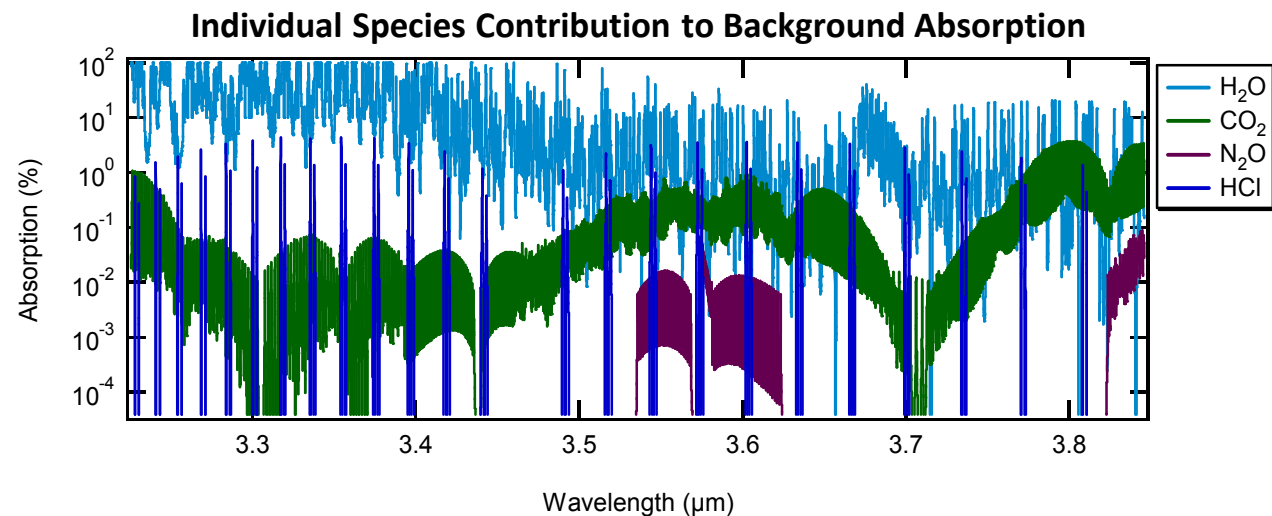 Individual Species Contribution to Background Absorption
10²
10¹
10⁰
10⁻¹
10⁻²
10⁻³
10⁻⁴
Absorption (%)
3.3 3.4 3.5 3.6 3.7 3.8
Wavelength (µm)
H₂O
CO₂
N₂O
HCl